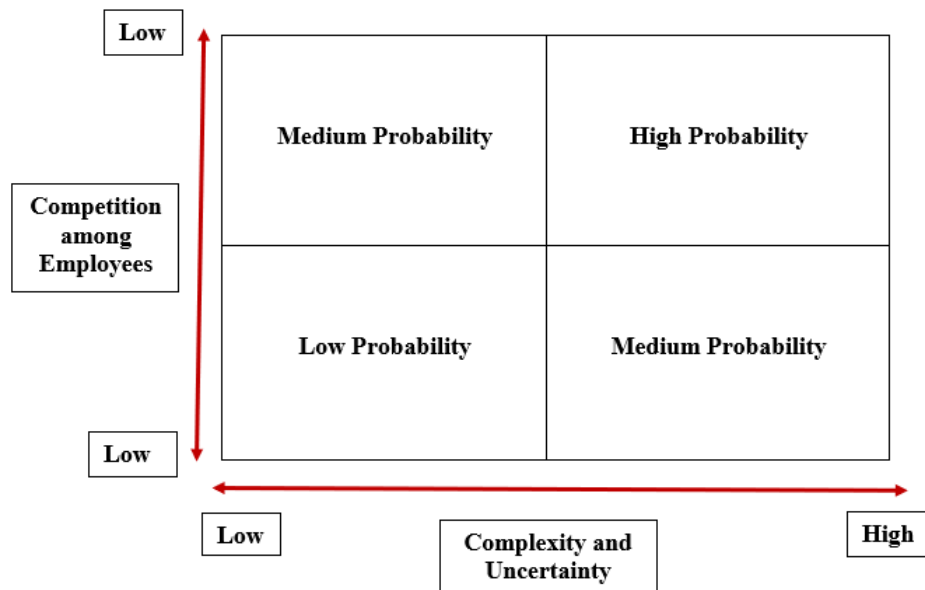 Low
Medium Probability
High Probability
Competition
among
Employees
Low Probability
Medium Probability
Low
Low
High
Complexity and
Uncertainty